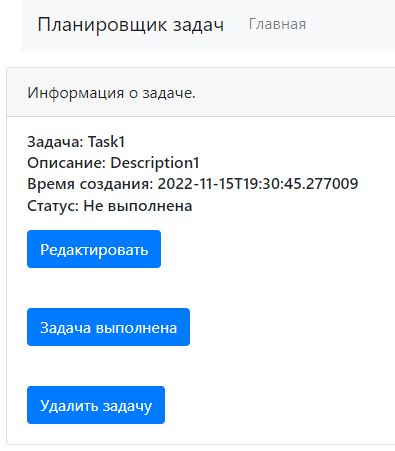 Планировщик задач Главная
Информация о задаче.
Задача: Task1
Описание: Description1
Время создания: 2022-11-15T19:30:45.277009
Статус: Не выполнена
Редактировать
Задача выполнена
Удалить задачу